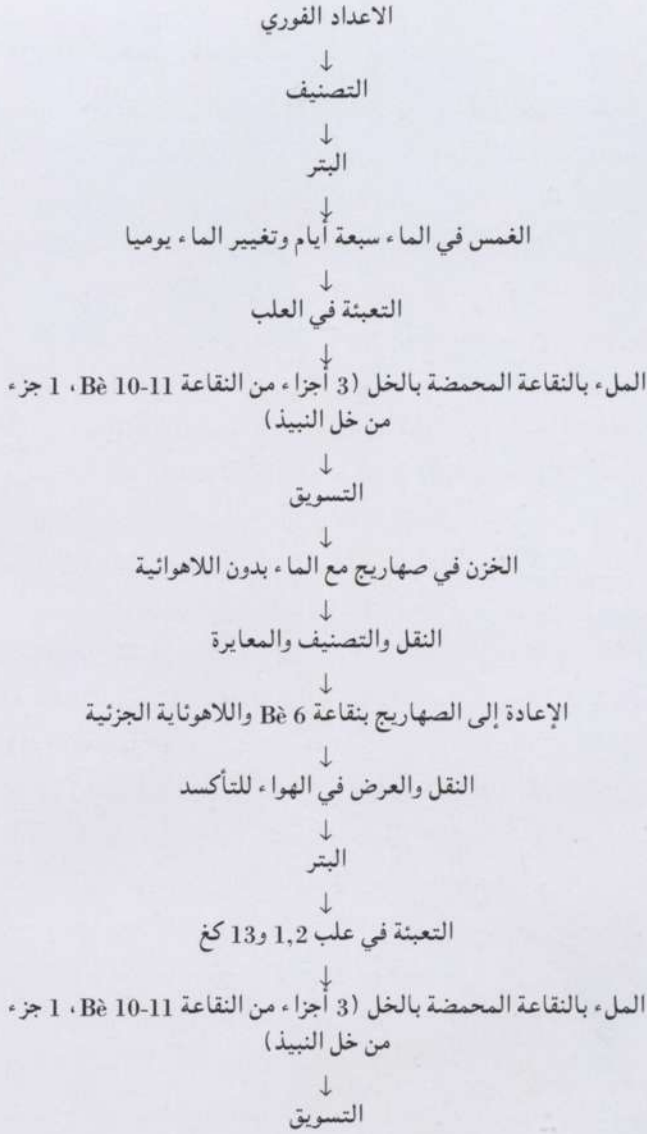 الاعداد الفوري
↓
التصنيف
↓
البتر
↓
الغمس في الماء سبعة أيام وتغيير الماء يوميا
↓
التعبئة في العلب
↓
الملء بالنقاعة المحمضة بالخل (3 أجزاء من النقاعة 11-10 Bè، 1 جزء
من خل النبيذ)
↓
التسويق
↓
الخزن في صهاريج مع الماء بدون اللاهوائية
↓
النقل والتصنيف والمعايرة
↓
الإعادة إلى الصهاريج بنقاعة 6 Bè واللاهوئاية الجزئية
↓
النقل والعرض في الهواء للتأكسد
↓
البتر
↓
التعبئة في علب 1,2 و13 كغ
↓
الملء بالنقاعة المحمضة بالخل (3 أجزاء من النقاعة 11-10 Bè، 1 جزء
من خل النبيذ)
↓
التسويق